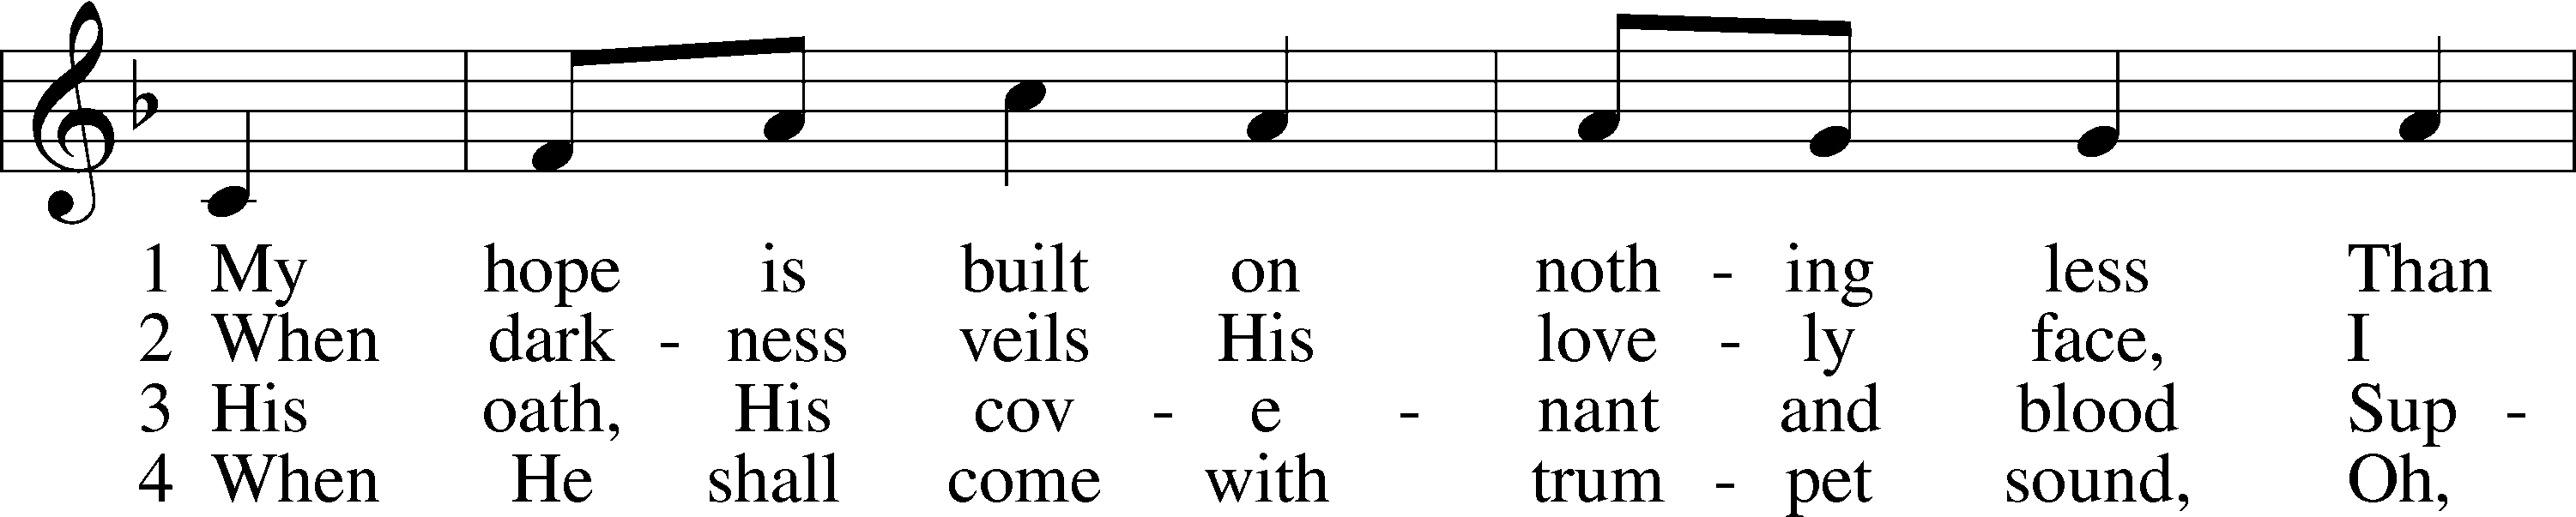 1 My hope is built on noth - ing less Than
2 When dark - ness veils His love - ly face, I
3 His oath, His cov - e - nant and blood Sup -
4 When He shall come with trum - pet sound, Oh,